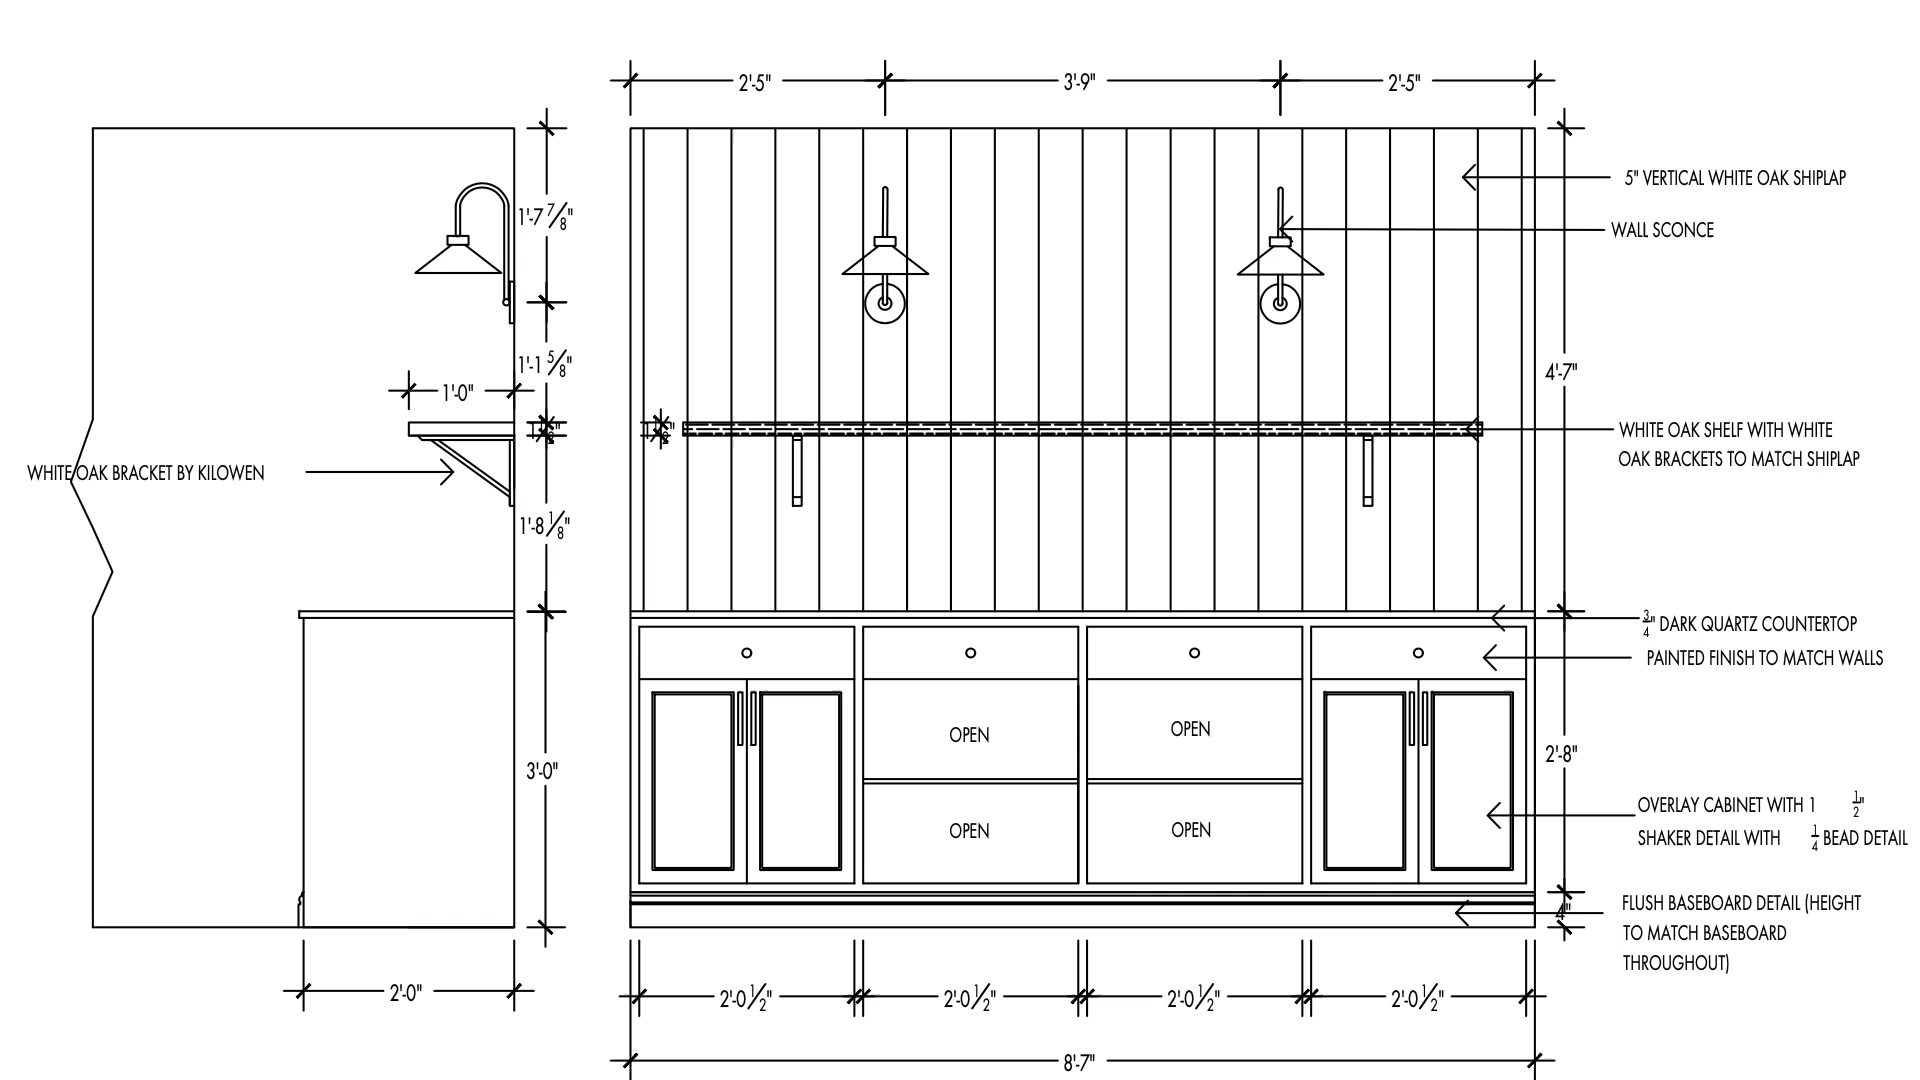 2'-5"
3'-9"
2'-5"
1'-7 7/8"
5" VERTICAL WHITE OAK SHIPLAP
WALL SCONCE
1'-1 5/8"
4'-7"
1'-0"
WHITE OAK SHELF WITH WHITE
OAK BRACKETS TO MATCH SHIPLAP
WHITE OAK BRACKET BY KILOWEN
1'-8 1/8"
3/4" DARK QUARTZ COUNTERTOP
PAINTED FINISH TO MATCH WALLS
OPEN
OPEN
2'-8"
3'-0"
OVERLAY CABINET WITH 1 1/2"
SHAKER DETAIL WITH 1/4 BEAD DETAIL
OPEN
OPEN
FLUSH BASEBOARD DETAIL (HEIGHT
TO MATCH BASEBOARD
THROUGHOUT)
4"
2'-0"
2'-0 1/2"
2'-0 1/2"
2'-0 1/2"
2'-0 1/2"
8'-7"